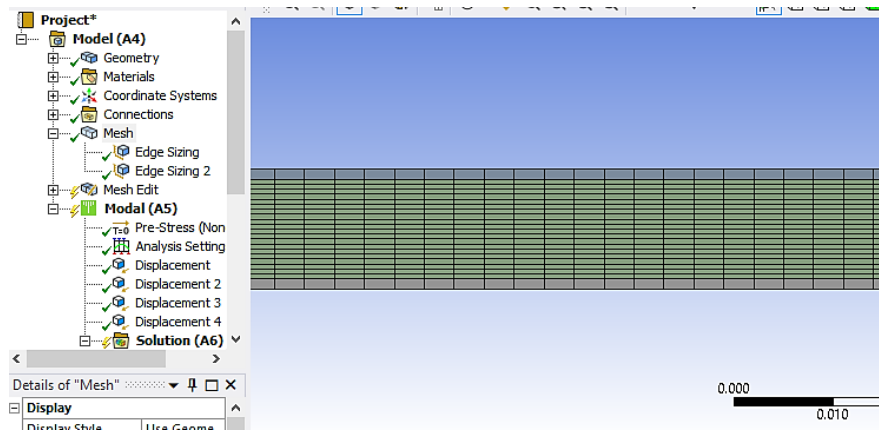 Project*
Model (A4)
Geometry
Materials
Coordinate Systems
Connections
Mesh
Edge Sizing
Edge Sizing 2
Mesh Edit
Modal (A5)
T=0 Pre-Stress (Non
Analysis Setting
Displacement
Displacement 2
Displacement 3
Displacement 4
Solution (A6)
Details of "Mesh"
Display
Display Style Use Geome
0.000
0.010